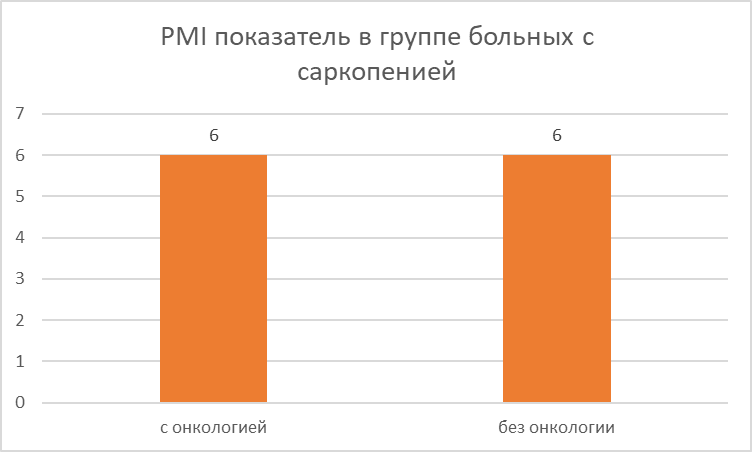 PMI показатель в группе больных с
саркопенией
7
6
5
4
3
2
1
0
6
6
с онкологией
без онкологии